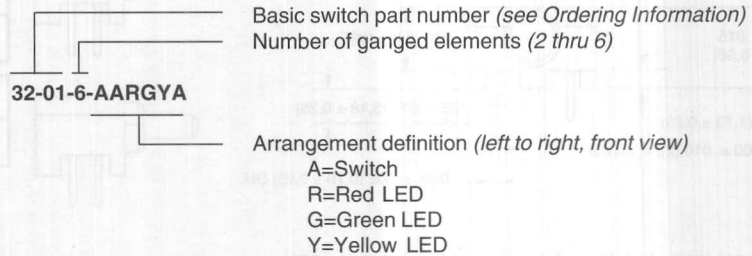 Basic switch part number (see Ordering Information)
Number of ganged elements (2 thru 6)
32-01-6-AARGYA
Arrangement definition (left to right, front view)
A=Switch
R=Red LED
G=Green LED
Y=Yellow LED